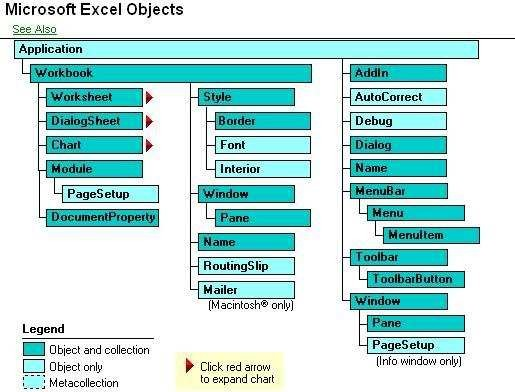 Microsoft Excel Objects
See Also
Application
Workbook
Worksheet
DialogSheet
Chart
Module
PageSetup
DocumentProperty
Style
Border
Font
Interior
Window
Pane
Name
RoutingSlip
Mailer
(Macintosh® only)
AddIn
AutoCorrect
Debug
Dialog
Name
MenuBar
Menu
MenuItem
Toolbar
ToolbarButton
Window
Pane
PageSetup
(Info window only)
Legend
Object and collection
Object only
Metacollection
Click red arrow
to expand chart